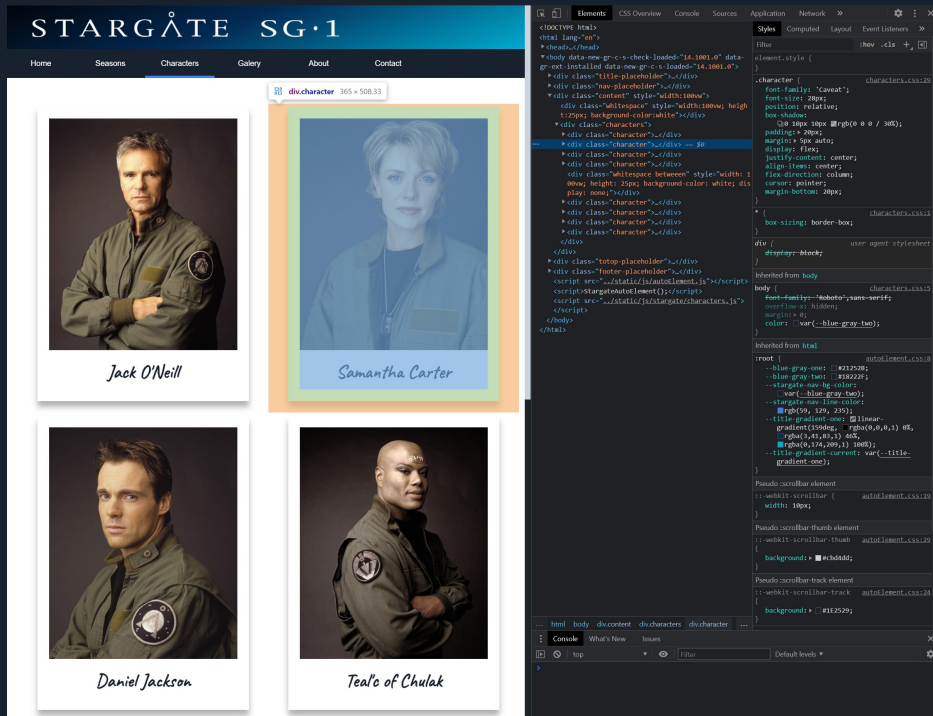 STARGÅTE SG·1
Home Seasons Characters Galery About Contact
div.character 365 × 508.33
Jack O'Neill
Samantha Carter
Daniel Jackson
Teal'c of Chulak
Elements CSS Overview Console Sources Application Network »
<!DOCTYPE html>
<html lang="en">
<head>…</head>
<body data-new-gr-c-s-check-loaded="14.1001.0" data-
gr-ext-installed data-new-gr-c-s-loaded="14.1001.0">
<div class="title-placeholder">…</div>
<div class="nav-placeholder">…</div>
<div class="content" style="width:100vw">
<div class="whitespace" style="width:100vw; heigh
t:25px; background-color:white"></div>
<div class="characters">
<div class="character">…</div>
<div class="character">…</div> == $0
<div class="character">…</div>
<div class="character">…</div>
<div class="whitespace betweeen" style="width: 1
00vw; height: 25px; background-color: white; dis
play: none;"></div>
<div class="character">…</div>
<div class="character">…</div>
<div class="character">…</div>
<div class="character">…</div>
</div>
</div>
<div class="totop-placeholder">…</div>
<div class="footer-placeholder">…</div>
<script src="../static/js/autoElement.js"></script>
<script>StargateAutoElement();</script>
<script src="../static/js/stargate/characters.js">
</script>
</body>
</html>
… html body div.content div.characters div.character …
Styles Computed Layout Event Listeners »
Filter :hov .cls +
element.style {
}
.character { characters.css:29
font-family: 'Caveat';
font-size: 28px;
position: relative;
box-shadow:
0 10px 10px rgb(0 0 0 / 30%);
padding: 20px;
margin: 5px auto;
display: flex;
justify-content: center;
align-items: center;
flex-direction: column;
cursor: pointer;
margin-bottom: 20px;
}
* { characters.css:1
box-sizing: border-box;
}
div { user agent stylesheet
display: block;
}
Inherited from body
body { characters.css:5
font-family: 'Roboto',sans-serif;
overflow-x: hidden;
margin: 0;
color: var(--blue-gray-two);
}
Inherited from html
:root { autoElement.css:8
--blue-gray-one: #21252B;
--blue-gray-two: #18222F;
--stargate-nav-bg-color:
var(--blue-gray-two);
--stargate-nav-line-color:
rgb(59, 129, 235);
--title-gradient-one: linear-
gradient(159deg, rgba(0,0,0,1) 0%,
rgba(3,41,83,1) 46%,
rgba(0,174,209,1) 100%);
--title-gradient-current: var(--title-
gradient-one);
}
Pseudo ::scrollbar element
::-webkit-scrollbar { autoElement.css:19
width: 10px;
}
Pseudo ::scrollbar-thumb element
::-webkit-scrollbar-thumb autoElement.css:29
{
background: #cbd4dd;
}
Pseudo ::scrollbar-track element
::-webkit-scrollbar-track autoElement.css:24
{
background: #1E2529;
}
Console What's New Issues
top Filter Default levels